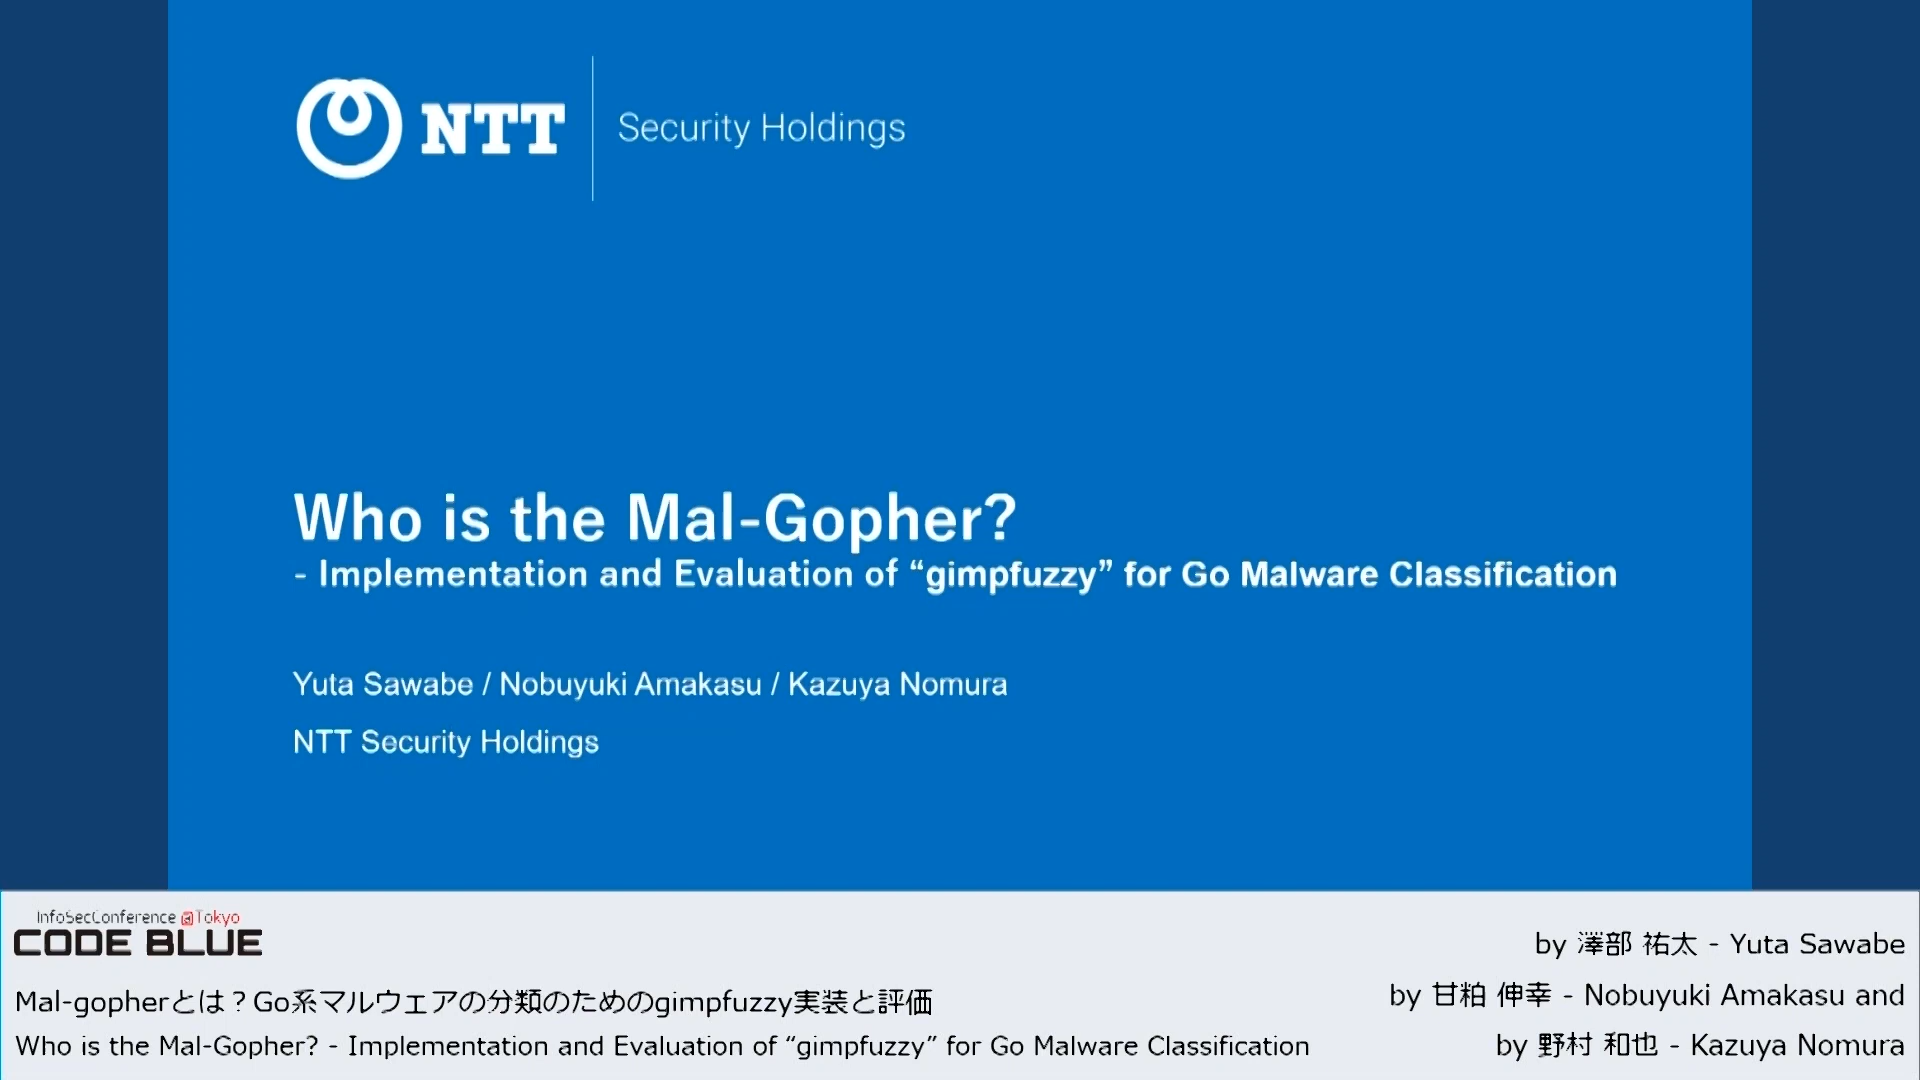 NTT
Security Holdings
Who is the Mal-Gopher?
- Implementation and Evaluation of “gimpfuzzy” for Go Malware Classification
Yuta Sawabe / Nobuyuki Amakasu / Kazuya Nomura
NTT Security Holdings
InfoSecConference @Tokyo
CODE BLUE
Mal-gopherとは？Go系マルウェアの分類のためのgimpfuzzy実装と評価
Who is the Mal-Gopher? - Implementation and Evaluation of “gimpfuzzy” for Go Malware Classification
by 澤部 祐太 - Yuta Sawabe
by 甘粕 伸幸 - Nobuyuki Amakasu and
by 野村 和也 - Kazuya Nomura